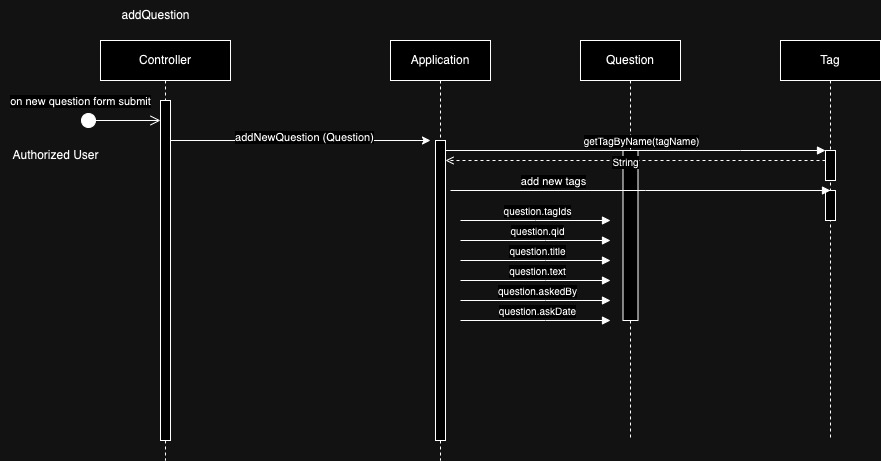 addQuestion
Controller
Application
Question
Tag
on new question form submit
Authorized User
addNewQuestion (Question)
getTagByName(tagName)
String
add new tags
question.tagIds
question.qid
question.title
question.text
question.askedBy
question.askDate